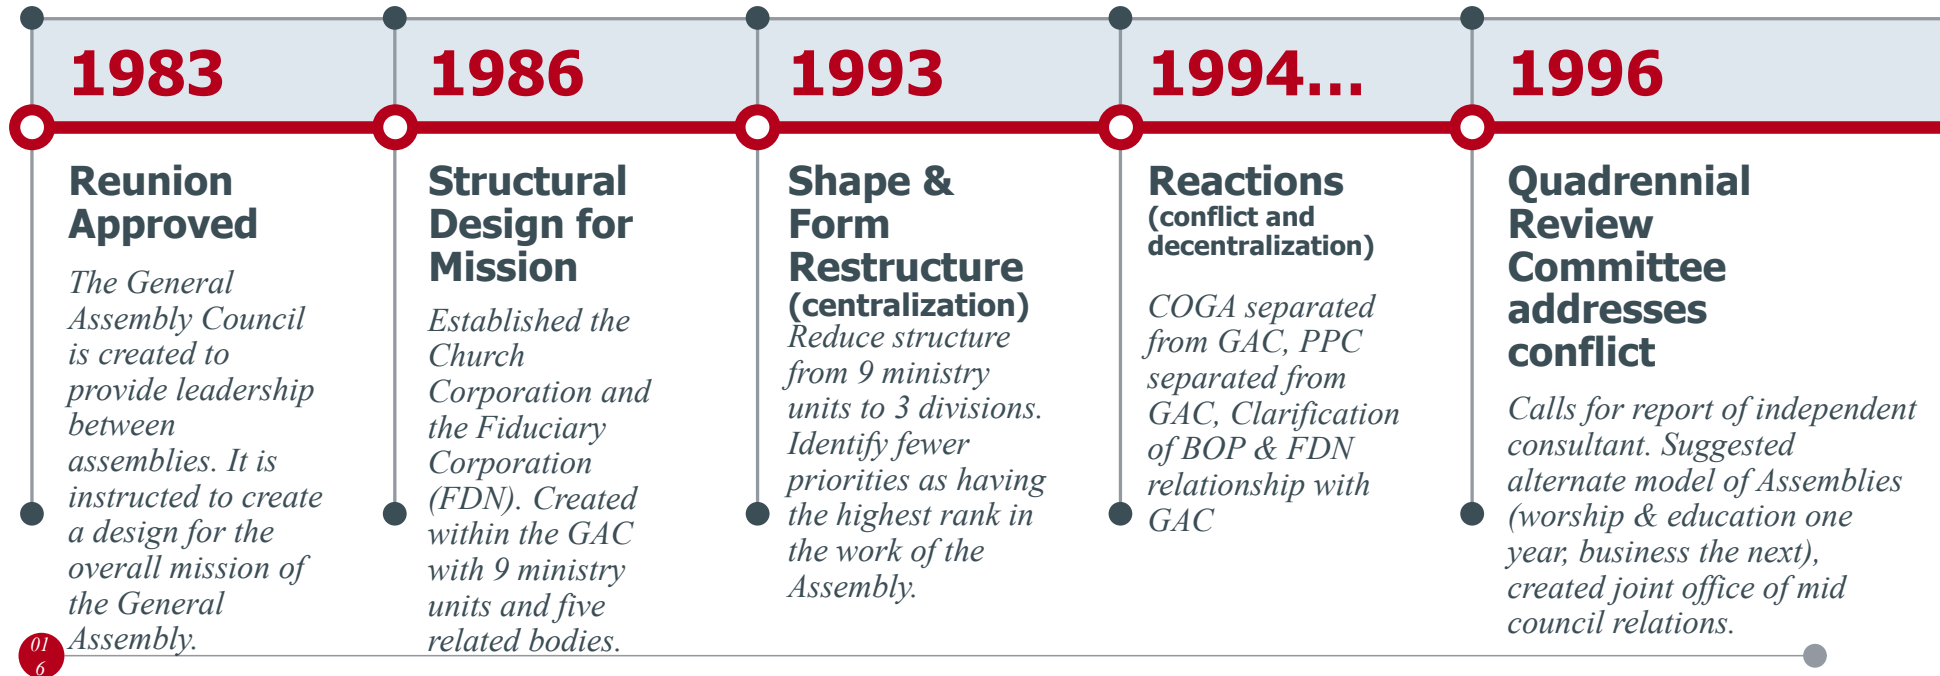 1983
Reunion
Approved
The General
Assembly Council
is created to
provide leadership
between
assemblies. It is
instructed to create
a design for the
overall mission of
the General
Assembly.
1986
Structural
Design for
Mission
Established the
Church
Corporation and
the Fiduciary
Corporation
(FDN). Created
within the GAC
with 9 ministry
units and five
related bodies.
1993
Shape &
Form
Restructure
(centralization)
Reduce structure
from 9 ministry
units to 3 divisions.
Identify fewer
priorities as having
the highest rank in
the work of the
Assembly.
1994...
Reactions
(conflict and
decentralization)
COGA separated
from GAC, PPC
separated from
GAC, Clarification
of BOP & FDN
relationship with
GAC
1996
Quadrennial
Review
Committee
addresses
conflict
Calls for report of independent
consultant. Suggested
alternate model of Assemblies
(worship & education one
year, business the next),
created joint office of mid
council relations.
01
6